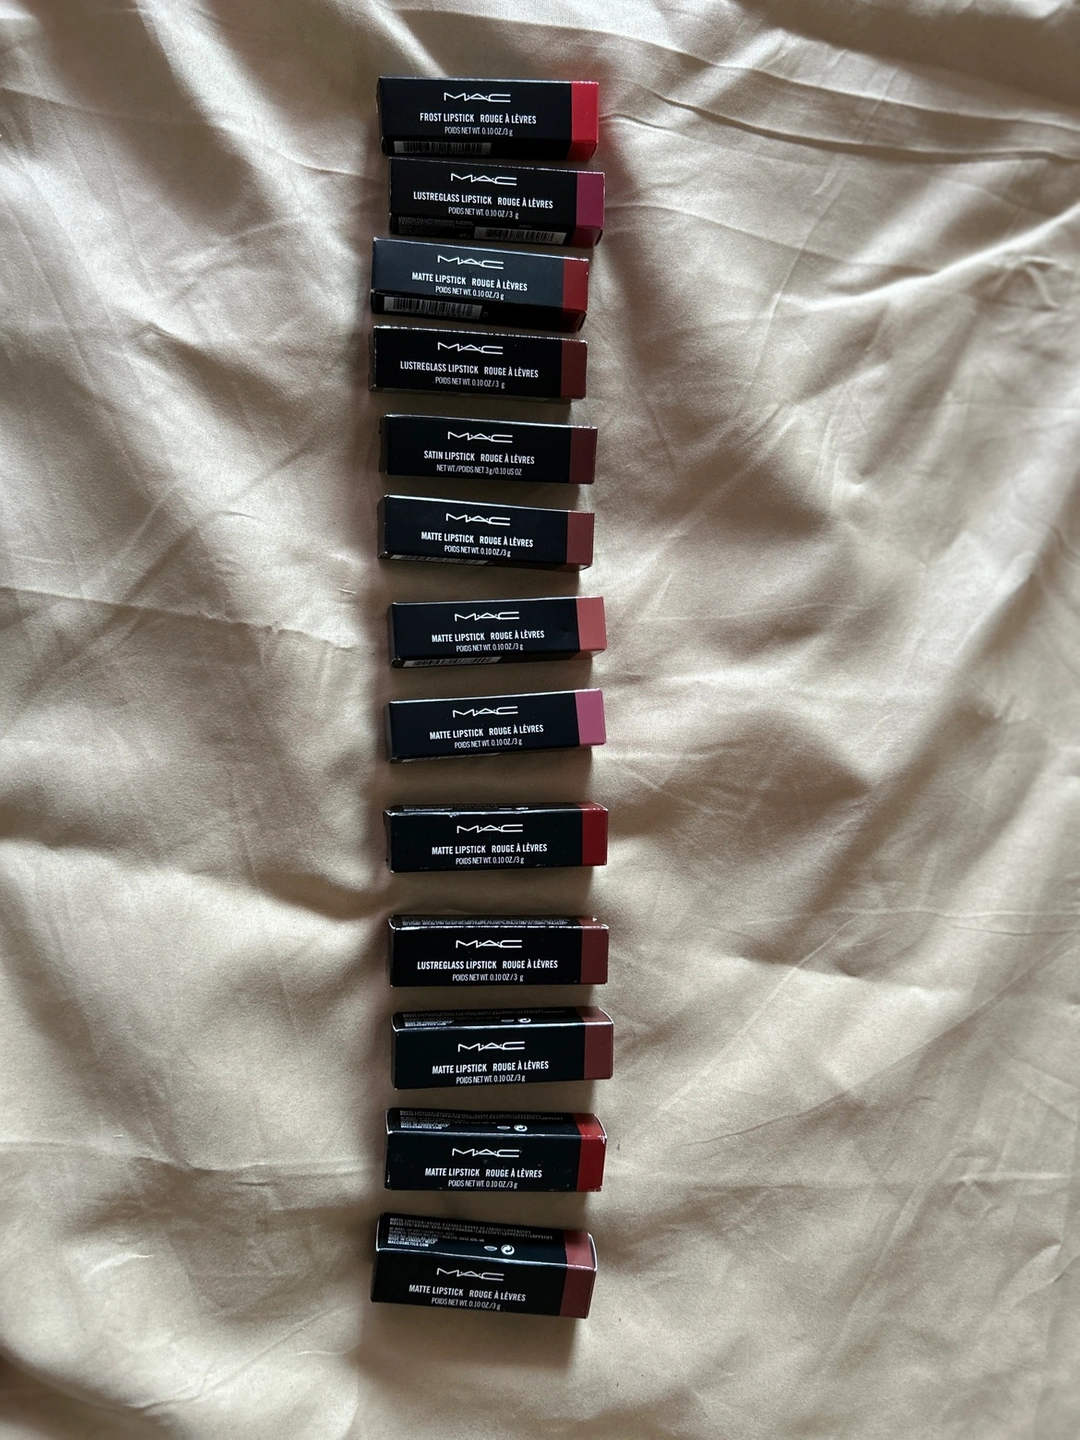 MAC
FROST LIPSTICK ROUGE À LÈVRES
POIDS NET WT. 0.10 OZ./3 g
MAC
LUSTREGLASS LIPSTICK ROUGE À LÈVRES
POIDS NET WT. 0.10 OZ./3 g
MAC
MATTE LIPSTICK ROUGE À LÈVRES
POIDS NET WT. 0.10 OZ./3 g
MAC
LUSTREGLASS LIPSTICK ROUGE À LÈVRES
POIDS NET WT. 0.10 OZ./3 g
MAC
SATIN LIPSTICK ROUGE À LÈVRES
NET WT./POIDS NET 3 g/0.10 US OZ
MAC
MATTE LIPSTICK ROUGE À LÈVRES
POIDS NET WT. 0.10 OZ./3 g
MAC
MATTE LIPSTICK ROUGE À LÈVRES
POIDS NET WT. 0.10 OZ./3 g
MAC
MATTE LIPSTICK ROUGE À LÈVRES
POIDS NET WT. 0.10 OZ./3 g
MAC
MATTE LIPSTICK ROUGE À LÈVRES
POIDS NET WT. 0.10 OZ./3 g
MAC
LUSTREGLASS LIPSTICK ROUGE À LÈVRES
POIDS NET WT. 0.10 OZ./3 g
MAC
MATTE LIPSTICK ROUGE À LÈVRES
POIDS NET WT. 0.10 OZ./3 g
MACCOSMETICS.COM
MAC
MATTE LIPSTICK ROUGE À LÈVRES
POIDS NET WT. 0.10 OZ./3 g
MACCOSMETICS.COM
MAC
MATTE LIPSTICK ROUGE À LÈVRES
POIDS NET WT. 0.10 OZ./3 g